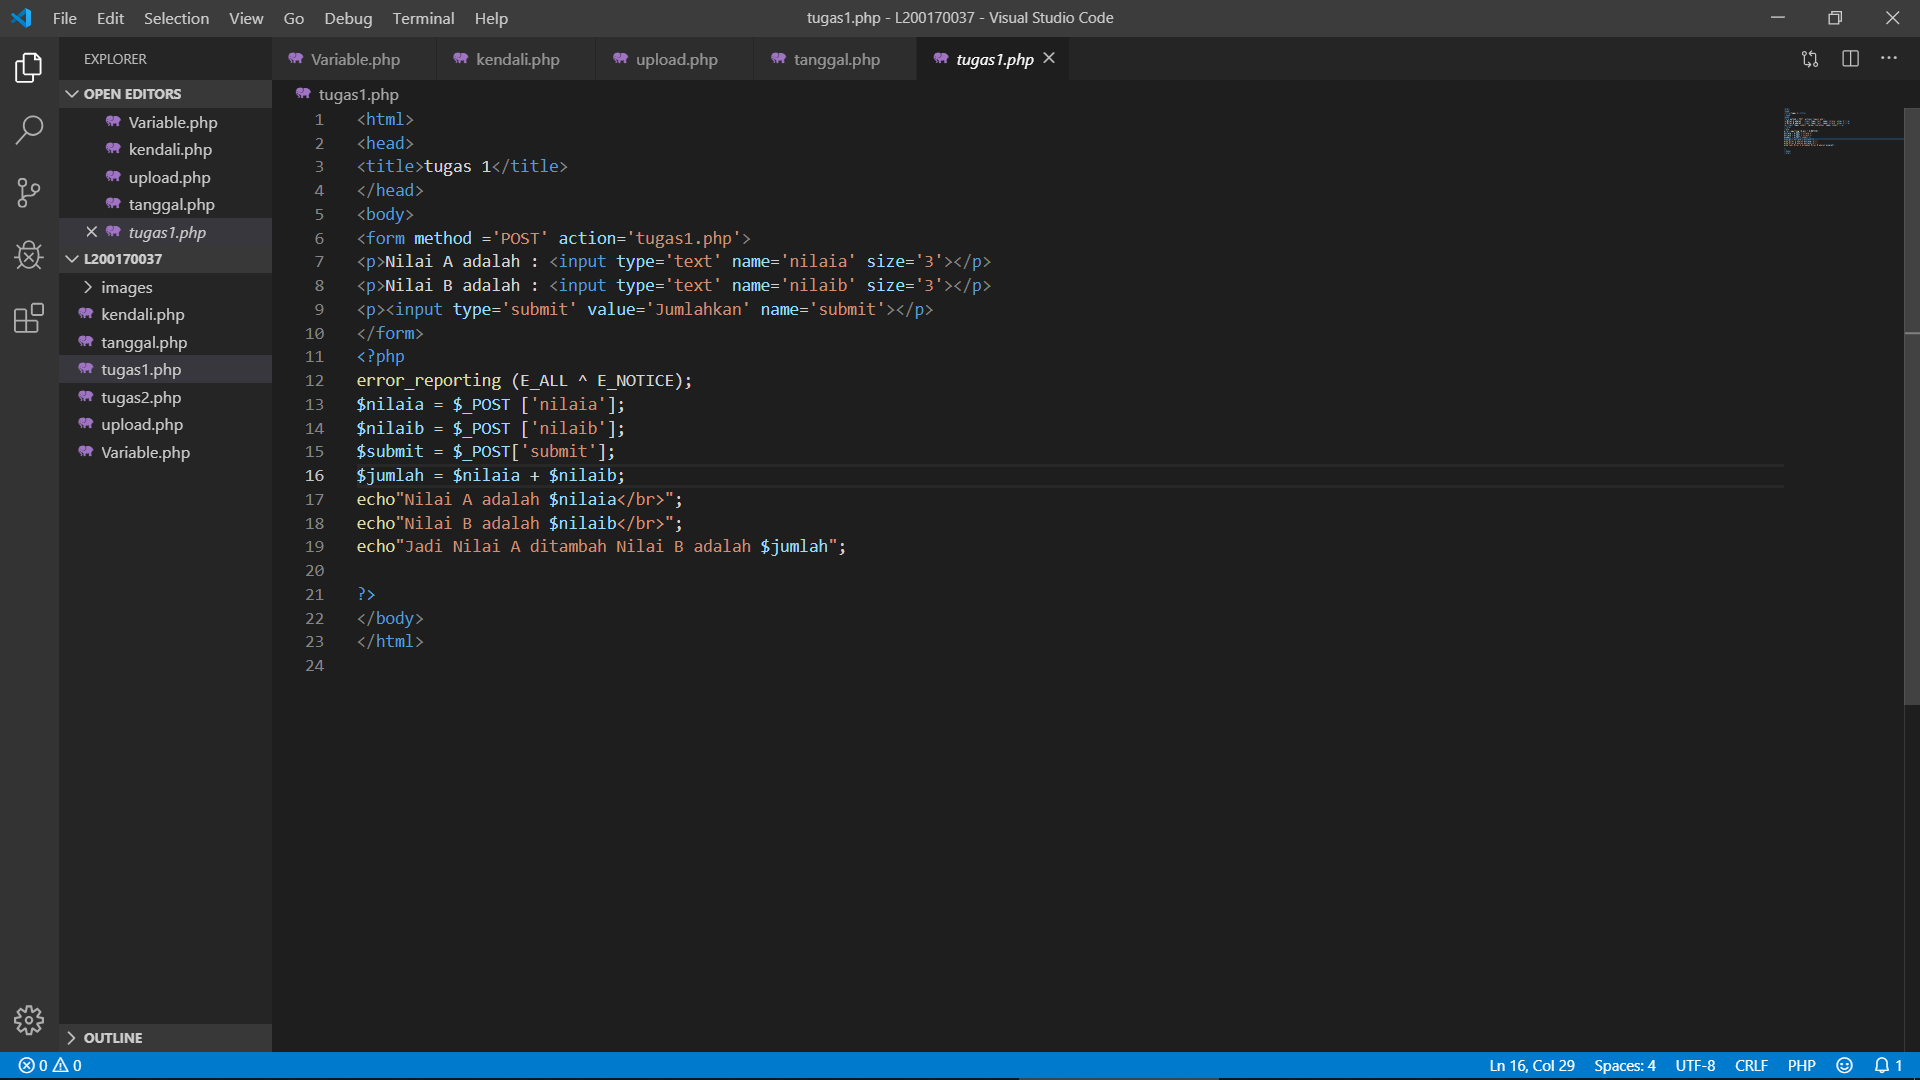 File Edit Selection View Go Debug Terminal Help
tugas1.php - L200170037 - Visual Studio Code
EXPLORER
OPEN EDITORS
Variable.php
kendali.php
upload.php
tanggal.php
tugas1.php
L200170037
images
kendali.php
tanggal.php
tugas1.php
tugas2.php
upload.php
Variable.php
OUTLINE
Variable.php kendali.php upload.php tanggal.php tugas1.php
tugas1.php
1 <html>
2 <head>
3 <title>tugas 1</title>
4 </head>
5 <body>
6 <form method ='POST' action='tugas1.php'>
7 <p>Nilai A adalah : <input type='text' name='nilaia' size='3'></p>
8 <p>Nilai B adalah : <input type='text' name='nilaib' size='3'></p>
9 <p><input type='submit' value='Jumlahkan' name='submit'></p>
10 </form>
11 <?php
12 error_reporting (E_ALL ^ E_NOTICE);
13 $nilaia = $_POST ['nilaia'];
14 $nilaib = $_POST ['nilaib'];
15 $submit = $_POST['submit'];
16 $jumlah = $nilaia + $nilaib;
17 echo"Nilai A adalah $nilaia</br>";
18 echo"Nilai B adalah $nilaib</br>";
19 echo"Jadi Nilai A ditambah Nilai B adalah $jumlah";
20
21 ?>
22 </body>
23 </html>
24
0 0
Ln 16, Col 29 Spaces: 4 UTF-8 CRLF PHP 1